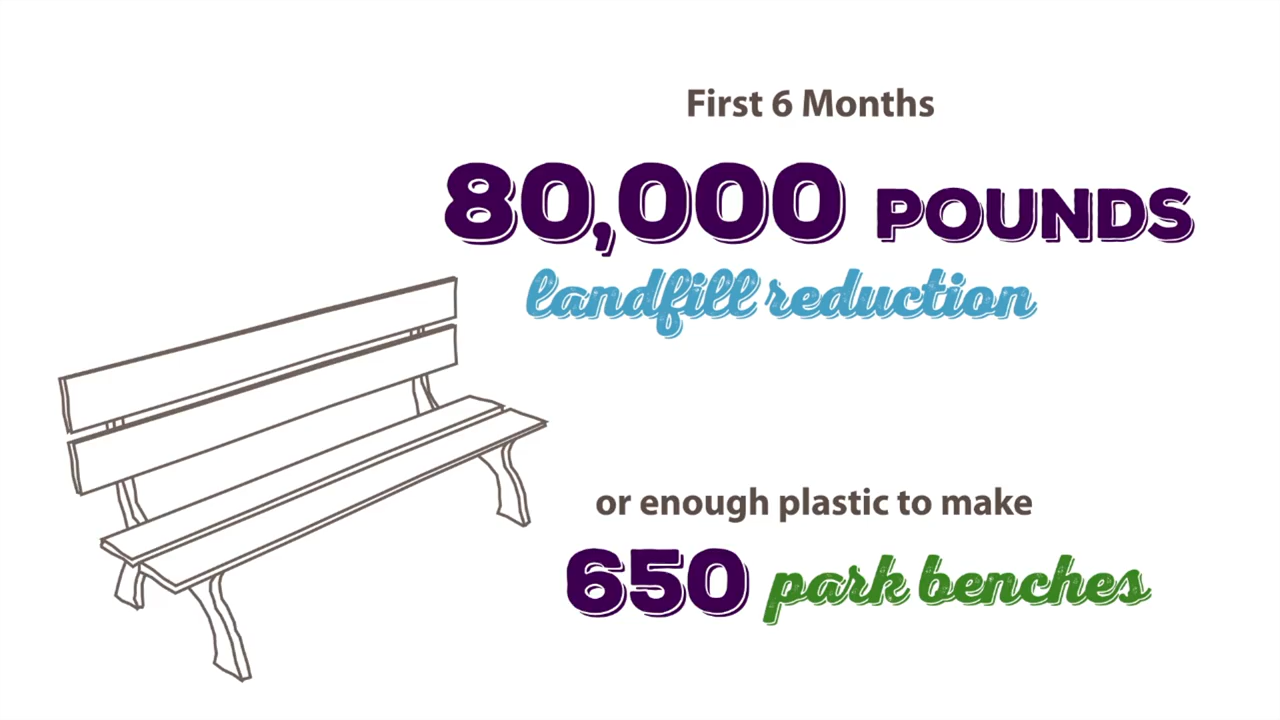 First 6 Months
80,000 POUNDS
landfill reduction
or enough plastic to make
650 park benches